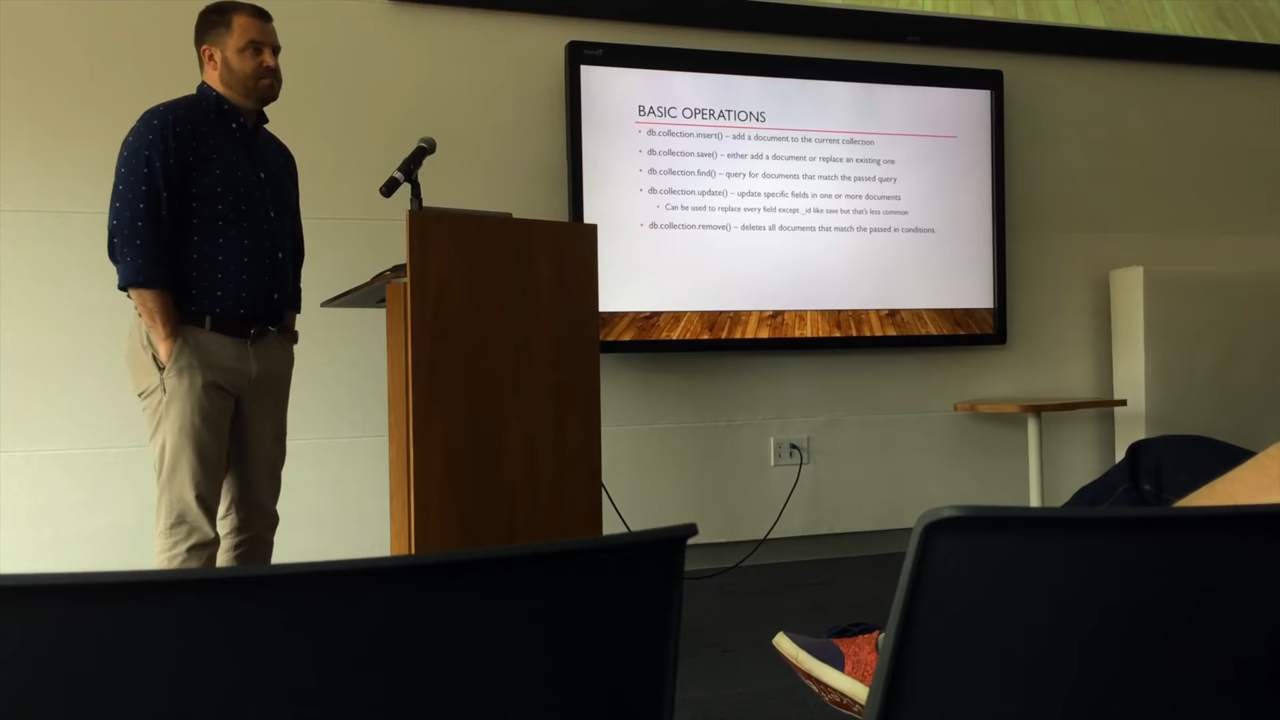 BASIC OPERATIONS
• db.collection.insert() – add a document to the current collection
• db.collection.save() – either add a document or replace an existing one
• db.collection.find() – query for documents that match the passed query
• db.collection.update() – update specific fields in one or more documents
• Can be used to replace every field except _id like save but that's less common
• db.collection.remove() – deletes all documents that match the passed in conditions.